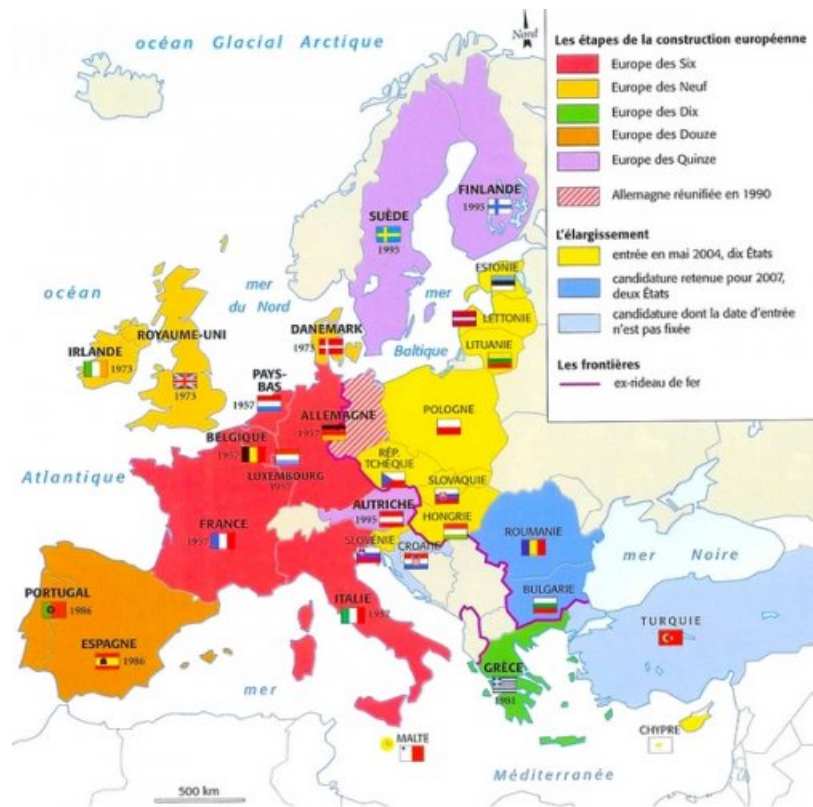 océan Glacial Arctique
Nord
Les étapes de la construction européenne
Europe des Six
Europe des Neuf
Europe des Dix
Europe des Douze
Europe des Quinze
Allemagne réunifiée en 1990
L'élargissement
entrée en mai 2004, dix États
candidature retenue pour 2007,
deux États
candidature dont la date d'entrée
n'est pas fixée
Les frontières
ex-rideau de fer
FINLANDE
1995
SUÈDE
1995
ESTONIE
LETTONIE
LITUANIE
océan
mer
du Nord
mer
Baltique
ROYAUME-UNI
1973
IRLANDE
1973
DANEMARK
1973
PAYS-
BAS
1957
ALLEMAGNE
1957
POLOGNE
BELGIQUE
1957
LUXEMBOURG
1957
RÉP.
TCHÈQUE
SLOVAQUIE
Atlantique
AUTRICHE
1995
HONGRIE
FRANCE
1957
SLOVÉNIE
CROATIE
ROUMANIE
mer Noire
BULGARIE
PORTUGAL
1986
ITALIE
1957
ESPAGNE
1986
TURQUIE
GRÈCE
1981
mer
MALTE
CHYPRE
Méditerranée
500 km